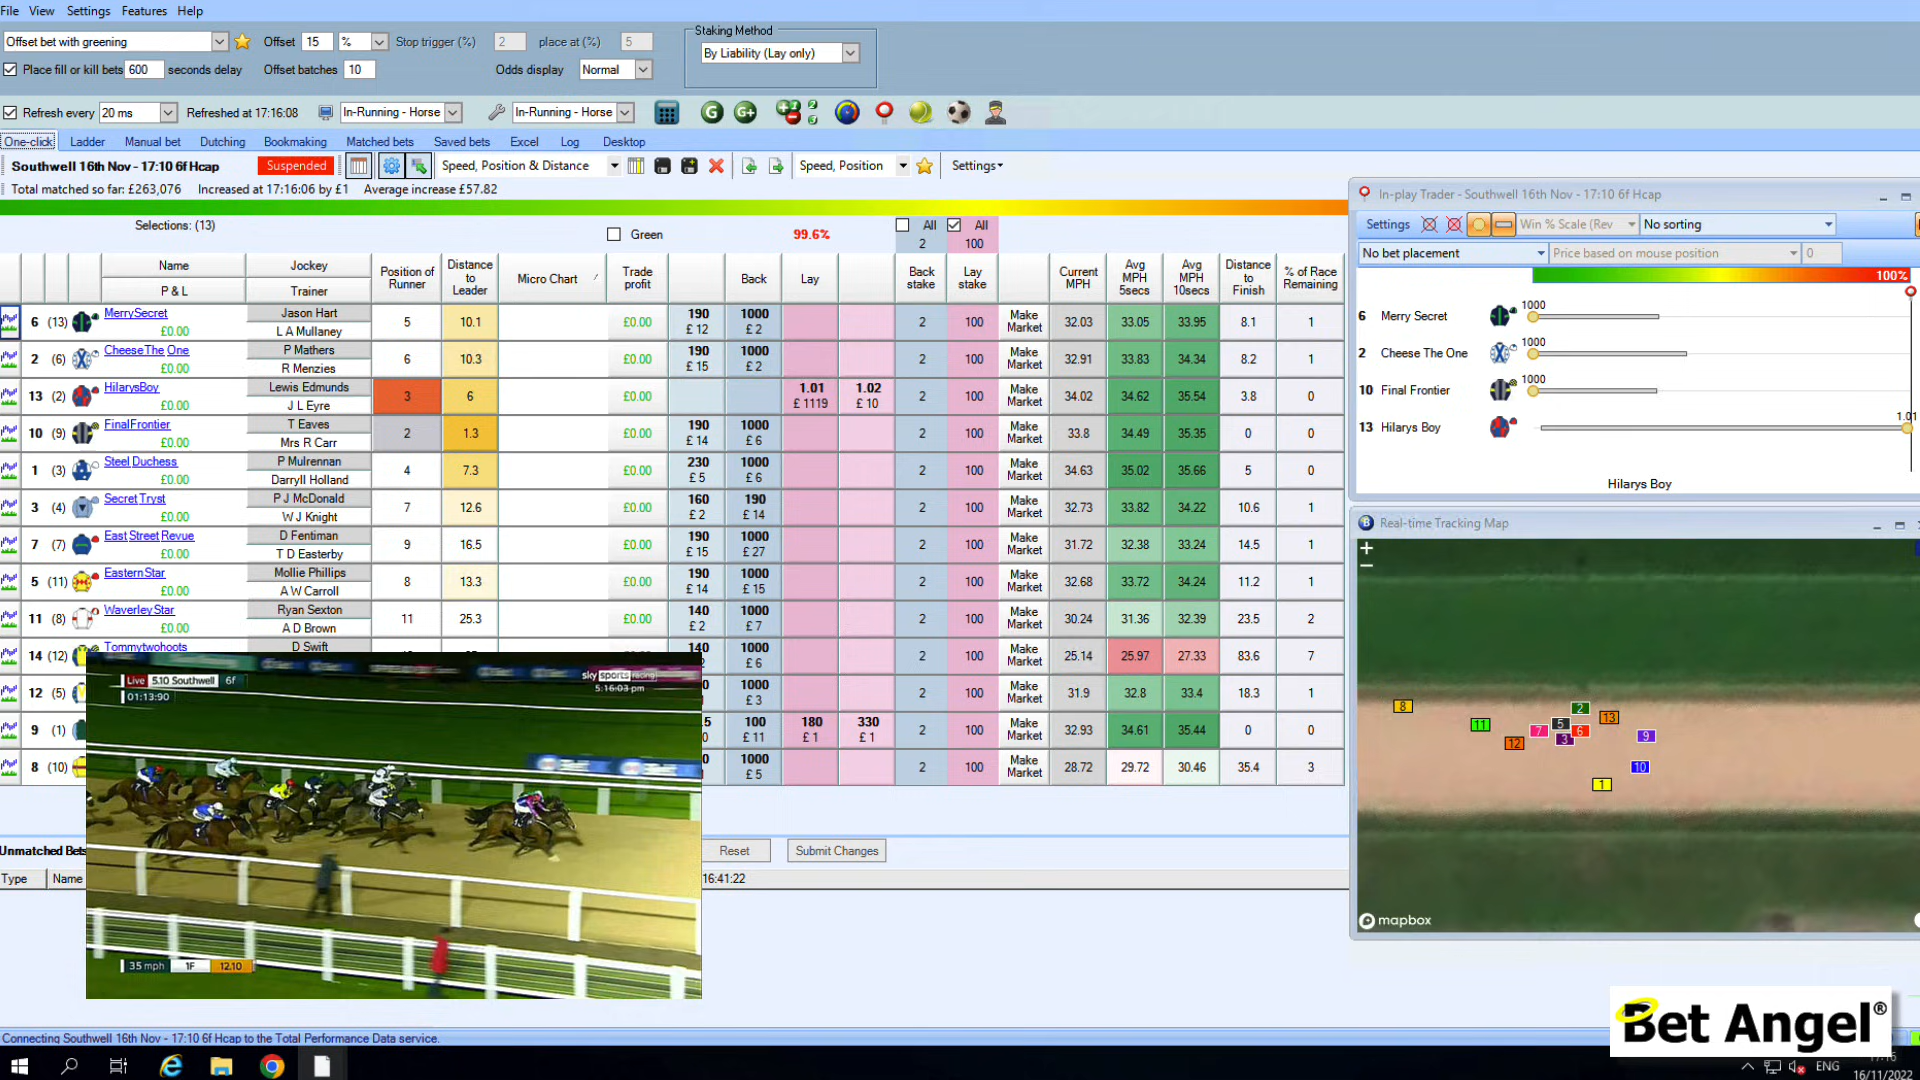 File View Settings Features Help
Offset bet with greening Offset 15 % Stop trigger (%) 2 place at (%) 5
Staking Method
By Liability (Lay only)
Place fill or kill bets 600 seconds delay Offset batches 10 Odds display Normal
Refresh every 20 ms Refreshed at 17:16:08 In-Running - Horse In-Running - Horse
One-click Ladder Manual bet Dutching Bookmaking Matched bets Saved bets Excel Log Desktop
Southwell 16th Nov - 17:10 6f Hcap Suspended Speed, Position & Distance Speed, Position Settings
Total matched so far: £263,076 Increased at 17:16:06 by £1 Average increase £57.82
Selections: (13) Green 99.6% All 2 All 100
Name P & L Jockey Trainer Position of Runner Distance to Leader Micro Chart Trade profit Back Lay Back stake Lay stake Current MPH Avg MPH 5secs Avg MPH 10secs Distance to Finish % of Race Remaining
6 (13) MerrySecret £0.00 Jason Hart L A Mullaney 5 10.1 £0.00 190 £ 12 1000 £ 2 2 100 Make Market 32.03 33.05 33.95 8.1 1
2 (6) CheeseThe One £0.00 P Mathers R Menzies 6 10.3 £0.00 190 £ 15 1000 £ 2 2 100 Make Market 32.91 33.83 34.34 8.2 1
13 (2) HilarysBoy £0.00 Lewis Edmunds J L Eyre 3 6 £0.00 1.01 £ 1119 1.02 £ 10 2 100 Make Market 34.02 34.62 35.54 3.8 0
10 (9) FinalFrontier £0.00 T Eaves Mrs R Carr 2 1.3 £0.00 190 £ 14 1000 £ 6 2 100 Make Market 33.8 34.49 35.35 0 0
1 (3) Steel Duchess £0.00 P Mulrennan Darryll Holland 4 7.3 £0.00 230 £ 5 1000 £ 6 2 100 Make Market 34.63 35.02 35.66 5 0
3 (4) Secret Tryst £0.00 P J McDonald W J Knight 7 12.6 £0.00 160 £ 2 190 £ 14 2 100 Make Market 32.73 33.82 34.22 10.6 1
7 (7) East Street Revue £0.00 D Fentiman T D Easterby 9 16.5 £0.00 190 £ 15 1000 £ 27 2 100 Make Market 31.72 32.38 33.24 14.5 1
5 (11) EasternStar £0.00 Mollie Phillips A W Carroll 8 13.3 £0.00 190 £ 14 1000 £ 15 2 100 Make Market 32.68 33.72 34.24 11.2 1
11 (8) Waverley Star £0.00 Ryan Sexton A D Brown 11 25.3 £0.00 140 £ 2 1000 £ 7 2 100 Make Market 30.24 31.36 32.39 23.5 2
14 (12) Tommytwohoots D Swift 140 1000 £ 6 2 100 Make Market 25.14 25.97 27.33 83.6 7
12 (5) 1000 £ 3 2 100 Make Market 31.9 32.8 33.4 18.3 1
9 (1) 100 £ 11 180 £ 1 330 £ 1 2 100 Make Market 32.93 34.61 35.44 0 0
8 (10) 1000 £ 5 2 100 Make Market 28.72 29.72 30.46 35.4 3
Live 5.10 Southwell 6f
01:13:90
sky sports racing
5:16:03 pm
35 mph 1F 12.10
Unmatched Bets Reset Submit Changes
Type Name 16:41:22
In-play Trader - Southwell 16th Nov - 17:10 6f Hcap
Settings Win % Scale (Rev No sorting
No bet placement Price based on mouse position 0
100%
6 Merry Secret 1000
2 Cheese The One 1000
10 Final Frontier 1000
13 Hilarys Boy 1.01
Hilarys Boy
Real-time Tracking Map
+
8 11 12 7 5 3 2 6 13 9 10 1
mapbox
Bet Angel®
Connecting Southwell 16th Nov - 17:10 6f Hcap to the Total Performance Data service.
ENG
17:16
16/11/2022